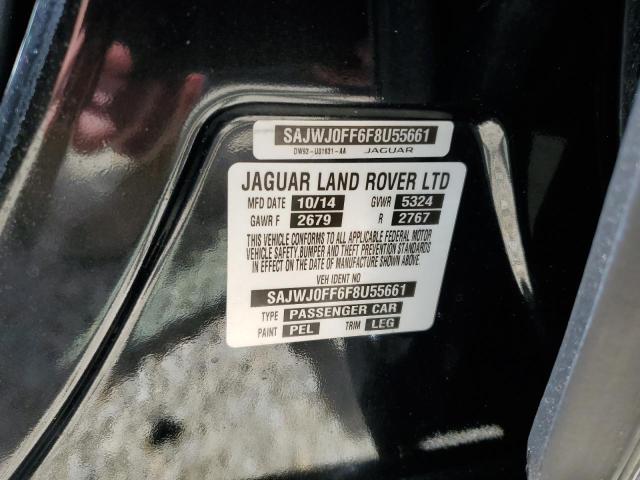 SAJWJ0FF6F8U55661
DW93-U01631-AA JAGUAR
JAGUAR LAND ROVER LTD
MFD DATE 10/14 GVWR 5324
GAWR F 2679 R 2767
THIS VEHICLE CONFORMS TO ALL APPLICABLE FEDERAL MOTOR
VEHICLE SAFETY,BUMPER AND THEFT PREVENTION STANDARDS
IN EFFECT ON THE DATE OF MANUFACTURE SHOWN ABOVE.
VEH IDENT NO
SAJWJ0FF6F8U55661
TYPE PASSENGER CAR
PAINT PEL TRIM LEG